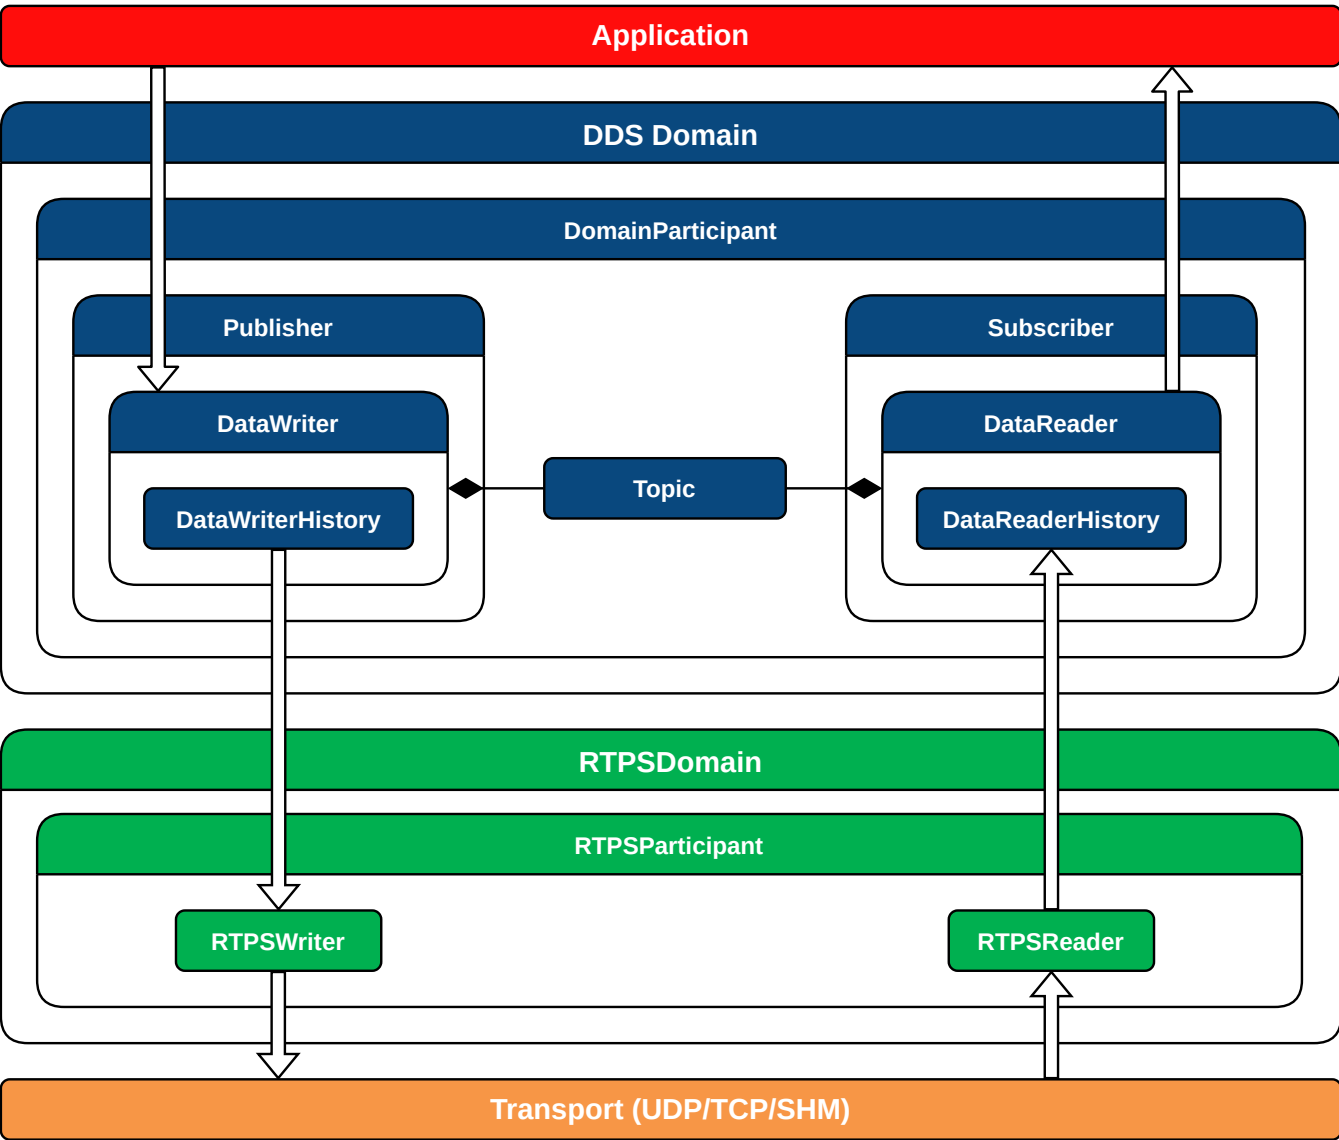 Application
DDS Domain
DomainParticipant
Publisher
Subscriber
DataWriter
DataReader
Topic
DataWriterHistory
DataReaderHistory
RTPSDomain
RTPSParticipant
RTPSWriter
RTPSReader
Transport (UDP/TCP/SHM)